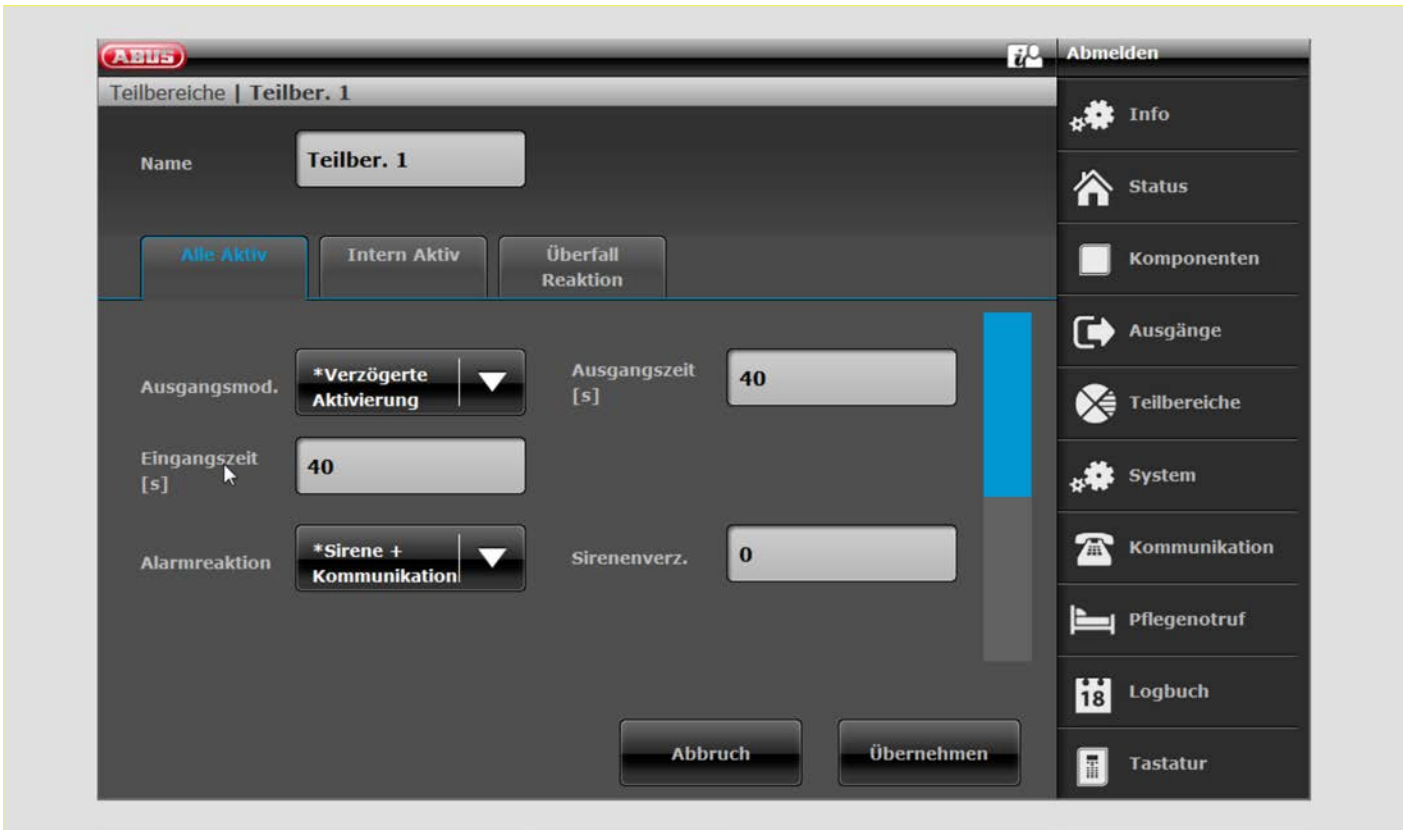 ABUS
Abmelden
Teilbereiche | Teilber. 1
Name
Teilber. 1
Alle Aktiv
Intern Aktiv
Überfall
Reaktion
Ausgangsmod.
*Verzögerte
Aktivierung
Ausgangszeit
[s]
40
Eingangszeit
[s]
40
Alarmreaktion
*Sirene +
Kommunikation
Sirenenverz.
0
Abbruch
Übernehmen
Info
Status
Komponenten
Ausgänge
Teilbereiche
System
Kommunikation
Pflegenotruf
18
Logbuch
Tastatur